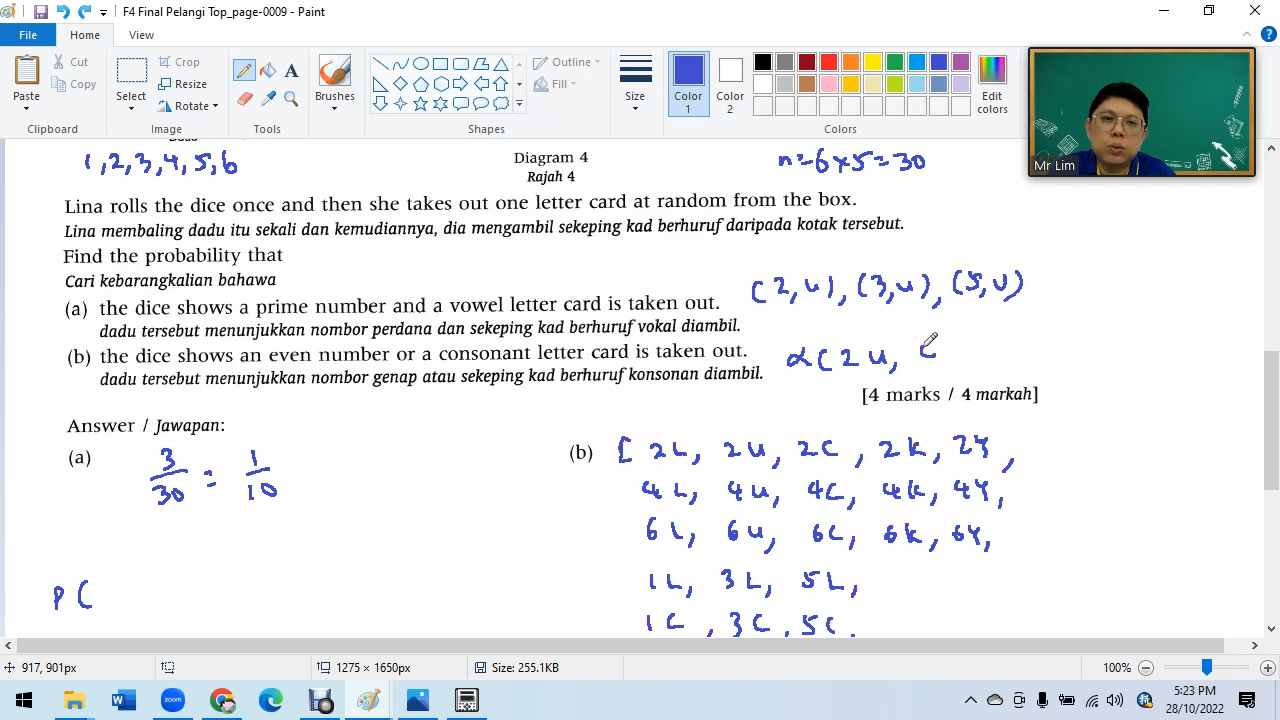 F4 Final Pelangi Top_page-0009 - Paint
File Home View
Paste Cut Copy Clipboard
Select Crop Resize Rotate Image
Tools
Brushes
Shapes
Outline Fill
Size
Color 1
Color 2
Colors
Edit colors
Mr Lim
1, 2, 3, 4, 5, 6
Diagram 4
Rajah 4
n = 6 x 5 = 30
Lina rolls the dice once and then she takes out one letter card at random from the box.
Lina membaling dadu itu sekali dan kemudiannya, dia mengambil sekeping kad berhuruf daripada kotak tersebut.
Find the probability that
Cari kebarangkalian bahawa
(2, U), (3, U), (5, U)
(a) the dice shows a prime number and a vowel letter card is taken out.
dadu tersebut menunjukkan nombor perdana dan sekeping kad berhuruf vokal diambil.
(b) the dice shows an even number or a consonant letter card is taken out.
dadu tersebut menunjukkan nombor genap atau sekeping kad berhuruf konsonan diambil.
( 2 U,
[4 marks / 4 markah]
Answer / Jawapan:
(a) 3/30 = 1/10
(b) [ 2L, 2U, 2C, 2K, 2Y,
4L, 4U, 4C, 4K, 4Y,
6L, 6U, 6C, 6K, 6Y,
1L, 3L, 5L,
P (
1C, 3C, 5C,
917, 901px 1275 × 1650px Size: 255.1KB 100%
5:23 PM
28/10/2022